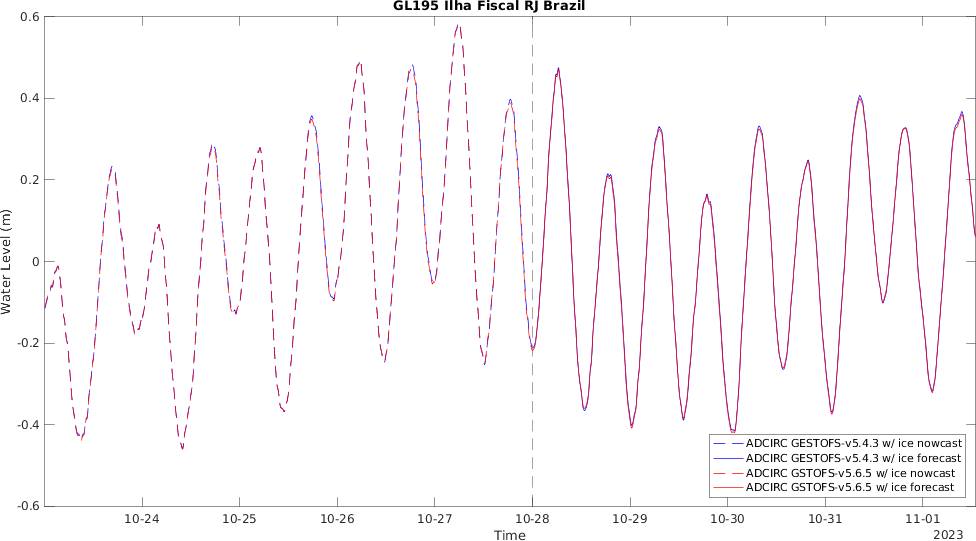 GL195 Ilha Fiscal RJ Brazil
0.6
0.4
0.2
0
-0.2
-0.4
-0.6
Water Level (m)
10-24
10-25
10-26
10-27
10-28
10-29
10-30
10-31
11-01
Time
2023
ADCIRC GESTOFS-v5.4.3 w/ ice nowcast
ADCIRC GESTOFS-v5.4.3 w/ ice forecast
ADCIRC GSTOFS-v5.6.5 w/ ice nowcast
ADCIRC GSTOFS-v5.6.5 w/ ice forecast